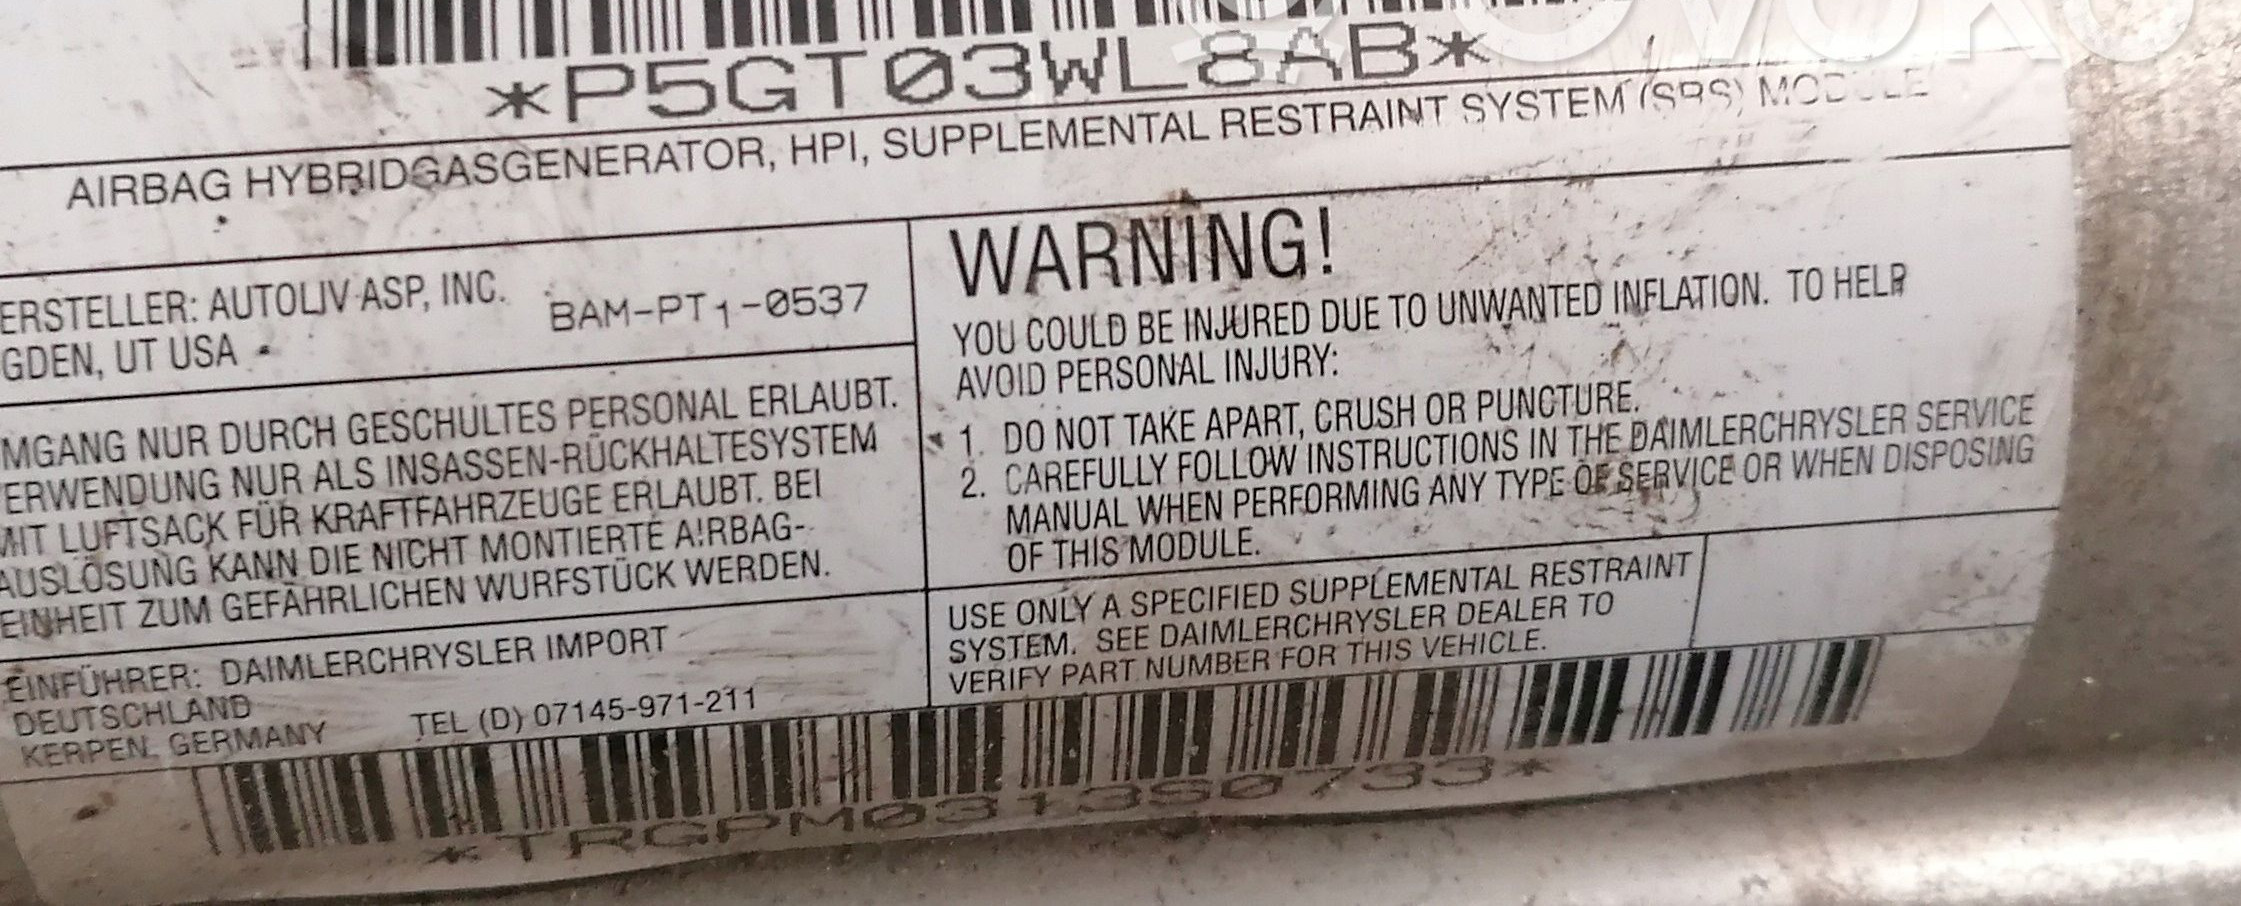 OVOKO
*P5GT03WL8AB*
AIRBAG HYBRIDGASGENERATOR, HPI, SUPPLEMENTAL RESTRAINT SYSTEM (SRS) MODULE
ERSTELLER: AUTOLIV ASP, INC.
GDEN, UT USA
BAM-PT1-0537
MGANG NUR DURCH GESCHULTES PERSONAL ERLAUBT.
ERWENDUNG NUR ALS INSASSEN-RÜCKHALTESYSTEM
MIT LUFTSACK FÜR KRAFTFAHRZEUGE ERLAUBT. BEI
AUSLÖSUNG KANN DIE NICHT MONTIERTE AIRBAG-
EINHEIT ZUM GEFÄHRLICHEN WURFSTÜCK WERDEN.
EINFÜHRER: DAIMLERCHRYSLER IMPORT
DEUTSCHLAND
KERPEN, GERMANY TEL (D) 07145-971-211
WARNING!
YOU COULD BE INJURED DUE TO UNWANTED INFLATION. TO HELP
AVOID PERSONAL INJURY:
1. DO NOT TAKE APART, CRUSH OR PUNCTURE.
2. CAREFULLY FOLLOW INSTRUCTIONS IN THE DAIMLERCHRYSLER SERVICE
MANUAL WHEN PERFORMING ANY TYPE OF SERVICE OR WHEN DISPOSING
OF THIS MODULE.
USE ONLY A SPECIFIED SUPPLEMENTAL RESTRAINT
SYSTEM. SEE DAIMLERCHRYSLER DEALER TO
VERIFY PART NUMBER FOR THIS VEHICLE.
*TRGPM0313S0733*